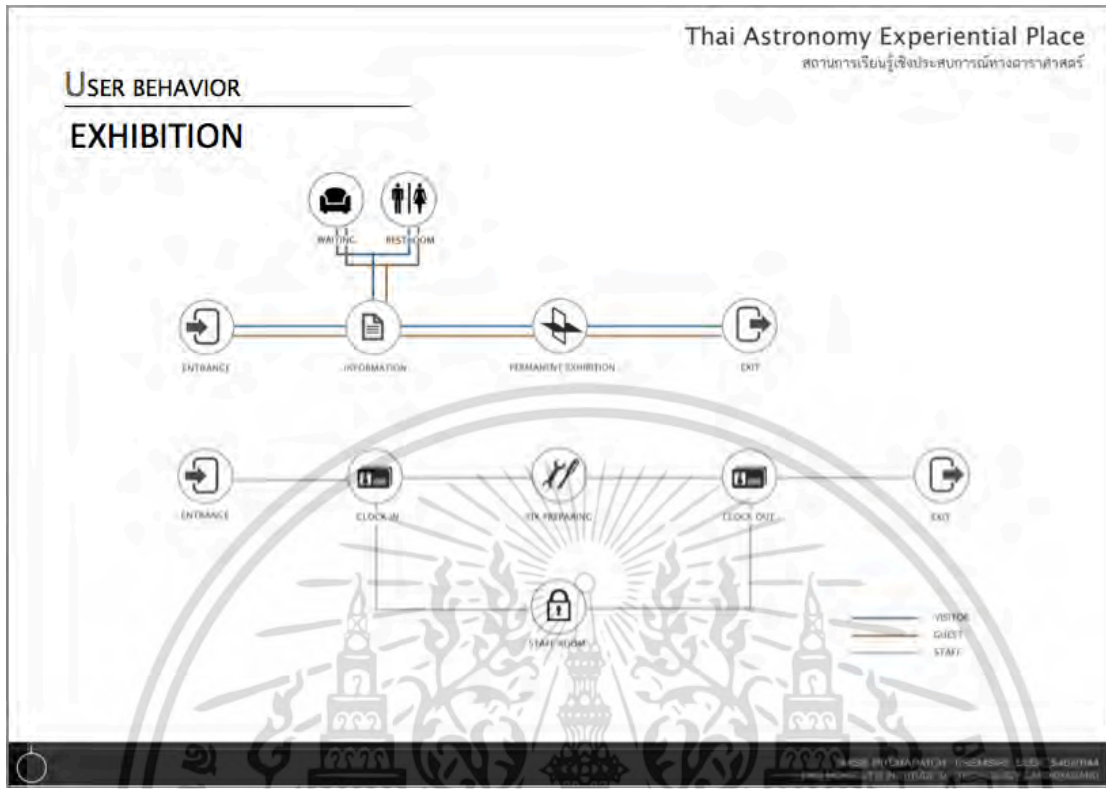 Thai Astronomy Experiential Place
สถานการเรียนรู้เชิงประสบการณ์ทางดาราศาสตร์
USER BEHAVIOR
EXHIBITION
WAITING
RESTROOM
ENTRANCE
INFORMATION
PERMANENT EXHIBITION
EXIT
ENTRANCE
CLOCK IN
FIX PREPARING
CLOCK OUT
EXIT
STAFF ROOM
VISITOR
GUEST
STAFF